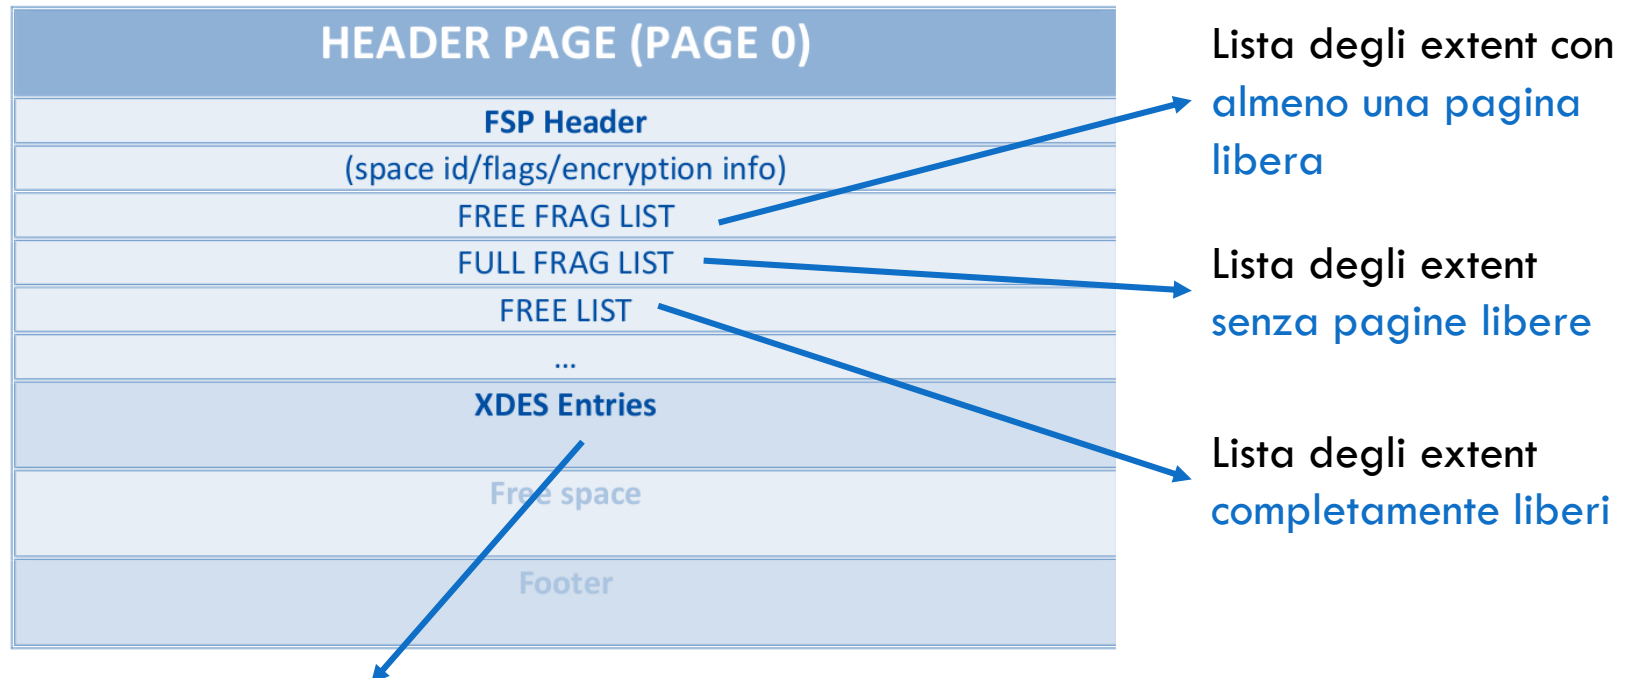 HEADER PAGE (PAGE 0)
FSP Header
(space id/flags/encryption info)
FREE FRAG LIST
FULL FRAG LIST
FREE LIST
...
XDES Entries
Free space
Footer
Lista degli extent con
almeno una pagina
libera
Lista degli extent
senza pagine libere
Lista degli extent
completamente liberi